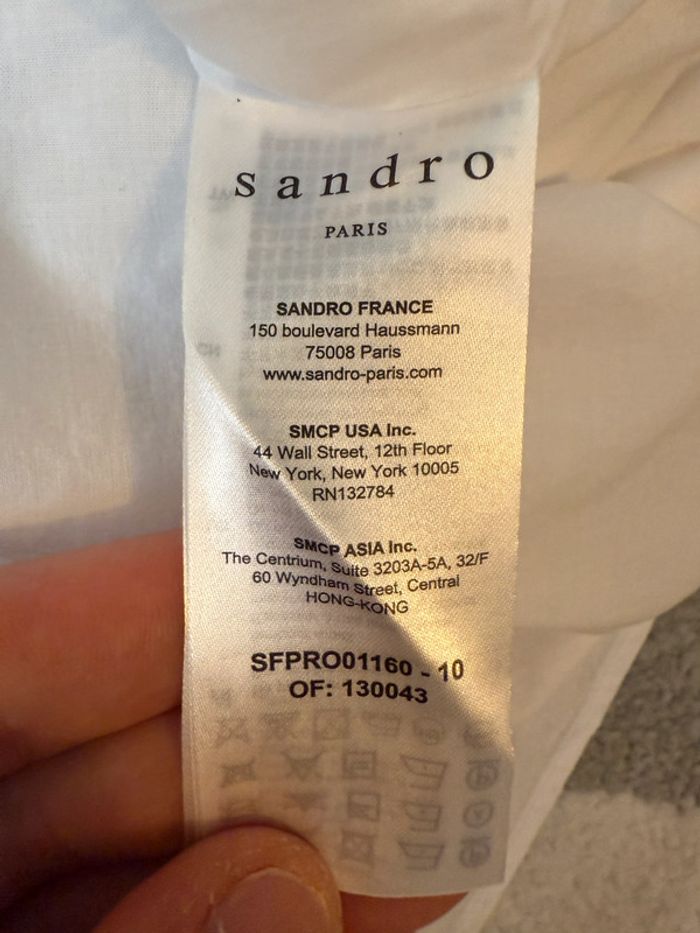 sandro
PARIS
SANDRO FRANCE
150 boulevard Haussmann
75008 Paris
www.sandro-paris.com
SMCP USA Inc.
44 Wall Street, 12th Floor
New York, New York 10005
RN132784
SMCP ASIA Inc.
The Centrium, Suite 3203A-5A, 32/F
60 Wyndham Street, Central
HONG-KONG
SFPRO01160 - 10
OF: 130043